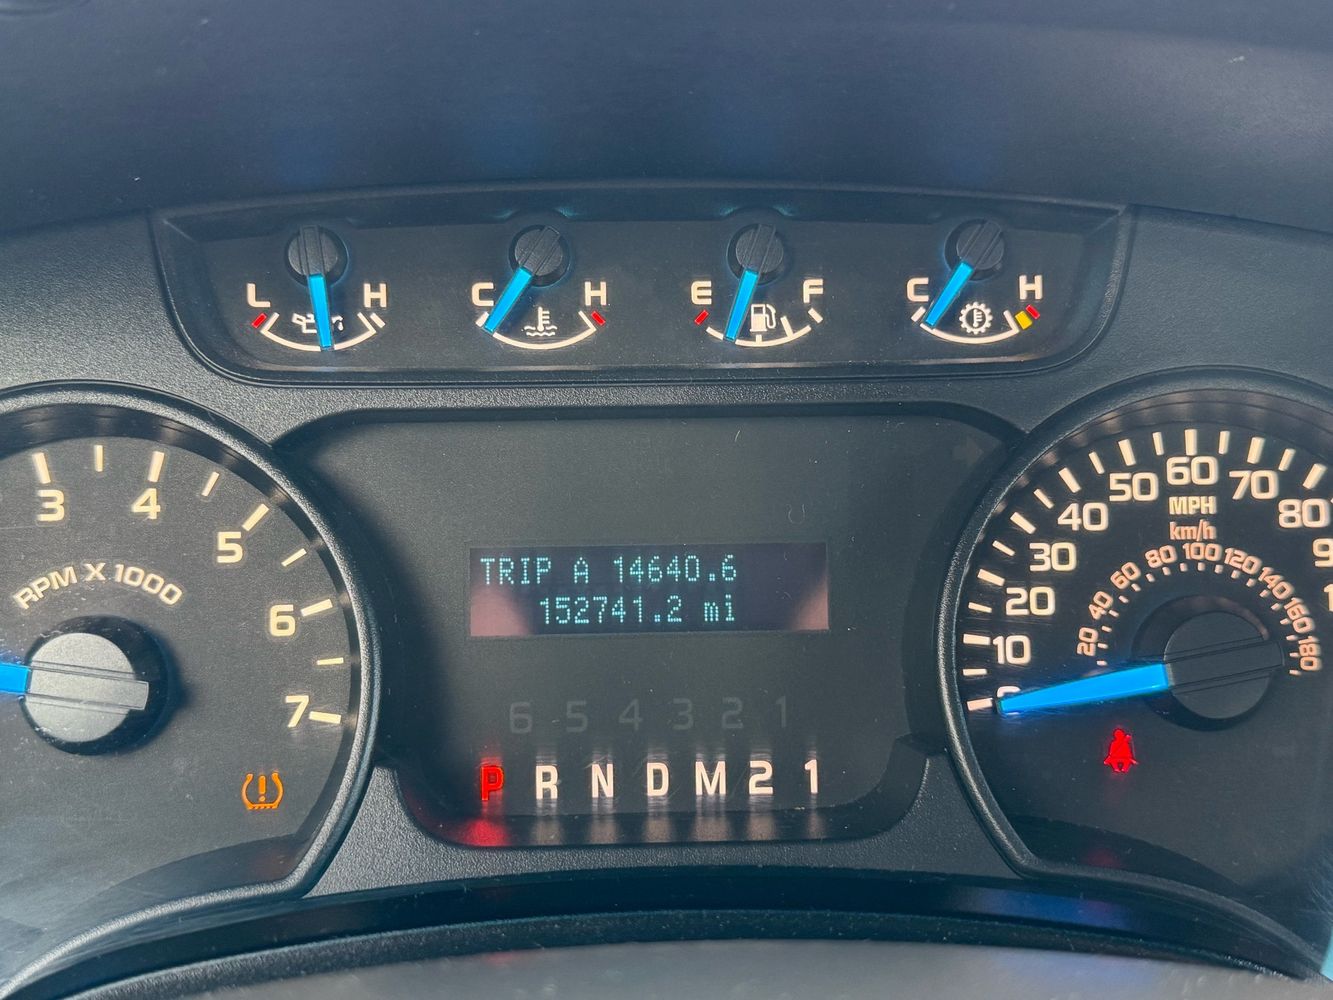 L H
C H
E F
C H
3 4 5 6 7
RPM X 1000
TRIP A 14640.6
152741.2 mi
6 5 4 3 2 1
P R N D M 2 1
10 20 30 40 50 60 70 80
MPH
km/h
20 40 60 80 100 120 140 160 180